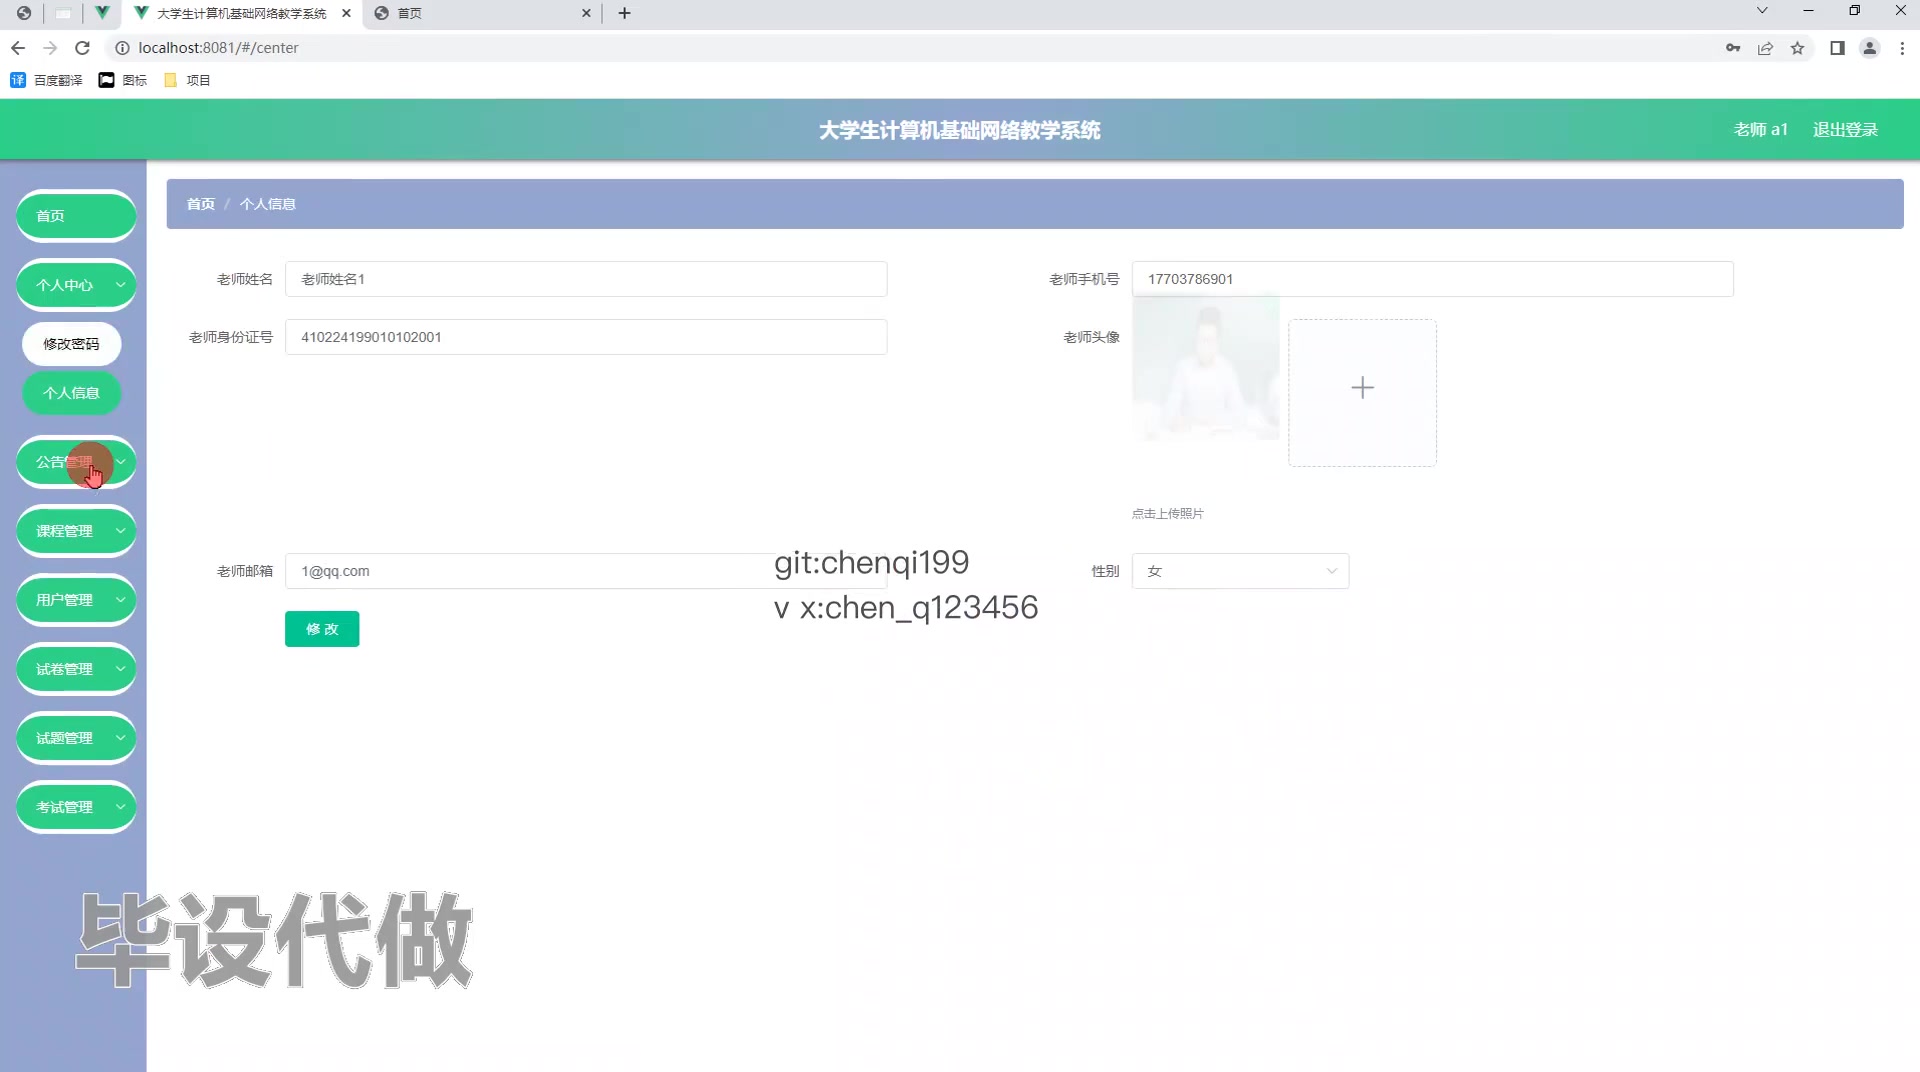 大学生计算机基础网络教学系统
首页
localhost:8081/#/center
百度翻译
图标
项目
大学生计算机基础网络教学系统
老师 a1
退出登录
首页
个人中心
修改密码
个人信息
公告管理
课程管理
用户管理
试卷管理
试题管理
考试管理
首页 / 个人信息
老师姓名
老师姓名1
老师手机号
17703786901
老师身份证号
410224199010102001
老师头像
点击上传照片
老师邮箱
1@qq.com
性别
女
修 改
git:chenqi199
v x:chen_q123456
毕设代做